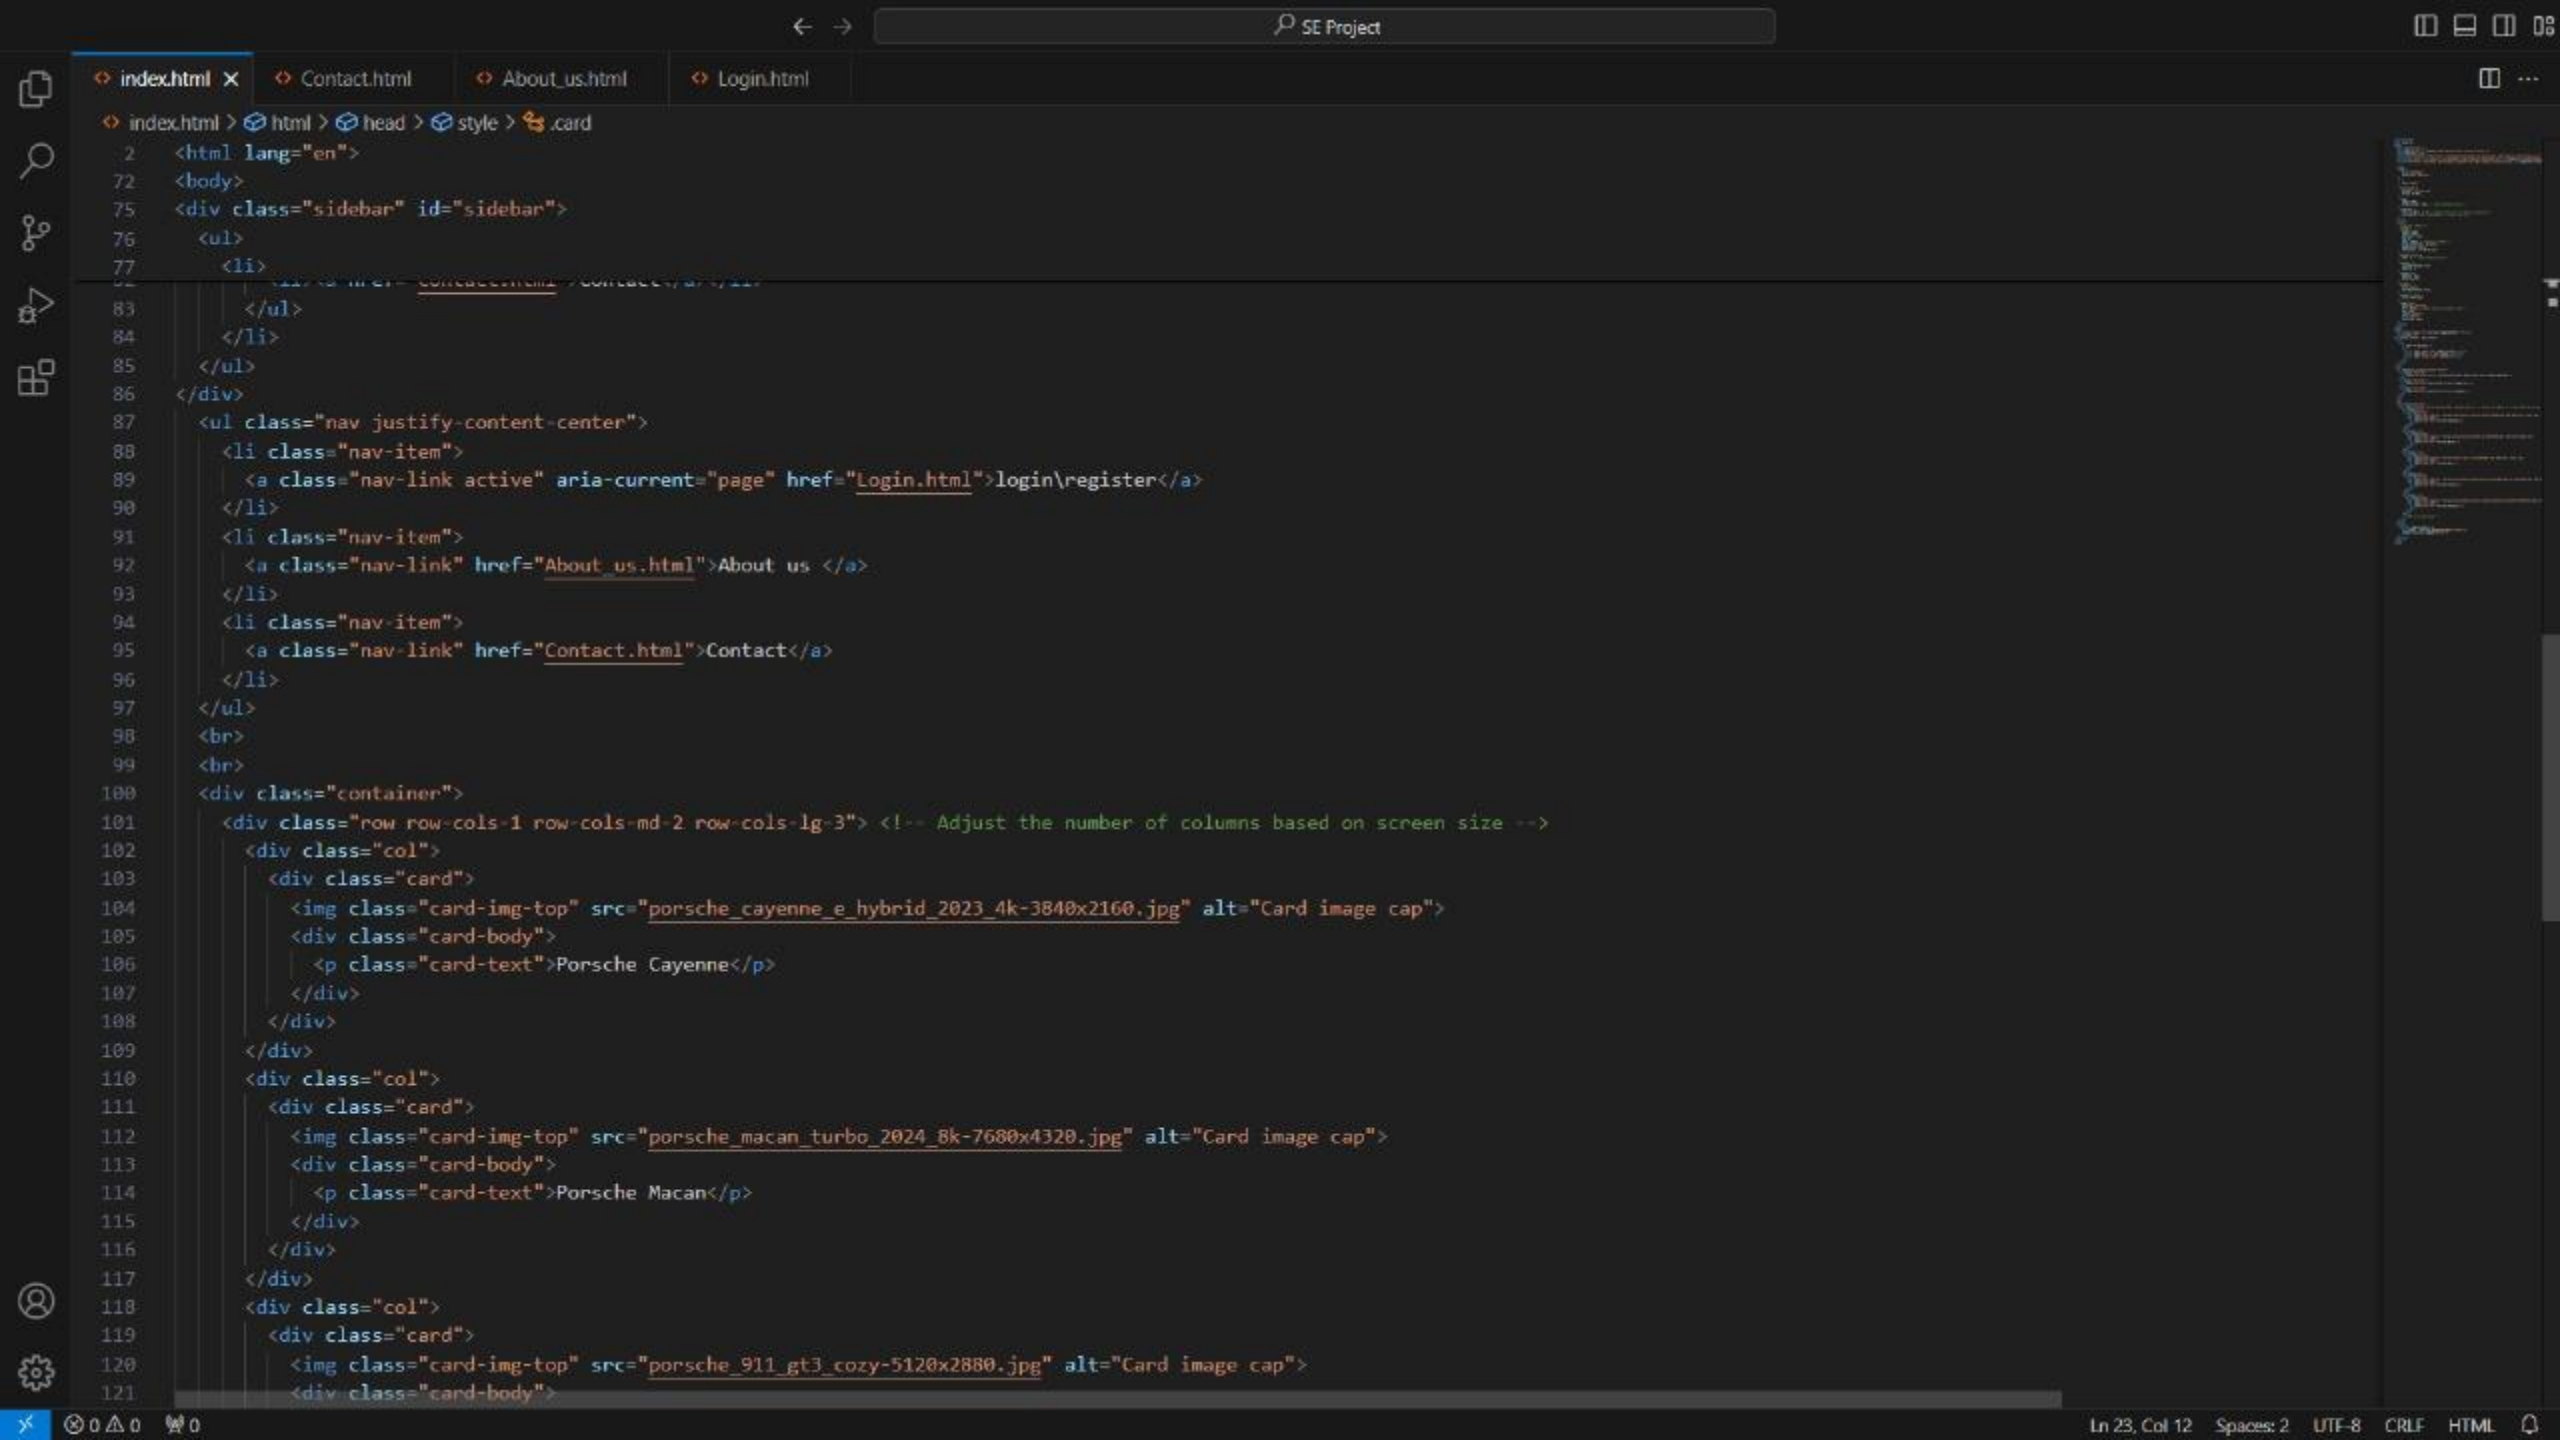 SE Project
index.html Contact.html About_us.html Login.html
index.html > html > head > style > .card
2 <html lang="en">
72 <body>
75 <div class="sidebar" id="sidebar">
76 <ul>
77 <li>
83 </ul>
84 </li>
85 </ul>
86 </div>
87 <ul class="nav justify-content-center">
88 <li class="nav-item">
89 <a class="nav-link active" aria-current="page" href="Login.html">login\register</a>
90 </li>
91 <li class="nav-item">
92 <a class="nav-link" href="About_us.html">About us </a>
93 </li>
94 <li class="nav-item">
95 <a class="nav-link" href="Contact.html">Contact</a>
96 </li>
97 </ul>
98 <br>
99 <br>
100 <div class="container">
101 <div class="row row-cols-1 row-cols-md-2 row-cols-lg-3"> <!-- Adjust the number of columns based on screen size -->
102 <div class="col">
103 <div class="card">
104 <img class="card-img-top" src="porsche_cayenne_e_hybrid_2023_4k-3840x2160.jpg" alt="Card image cap">
105 <div class="card-body">
106 <p class="card-text">Porsche Cayenne</p>
107 </div>
108 </div>
109 </div>
110 <div class="col">
111 <div class="card">
112 <img class="card-img-top" src="porsche_macan_turbo_2024_8k-7680x4320.jpg" alt="Card image cap">
113 <div class="card-body">
114 <p class="card-text">Porsche Macan</p>
115 </div>
116 </div>
117 </div>
118 <div class="col">
119 <div class="card">
120 <img class="card-img-top" src="porsche_911_gt3_cozy-5120x2880.jpg" alt="Card image cap">
121 <div class="card-body">
0 0 0 Ln 23, Col 12 Spaces: 2 UTF-8 CRLF HTML